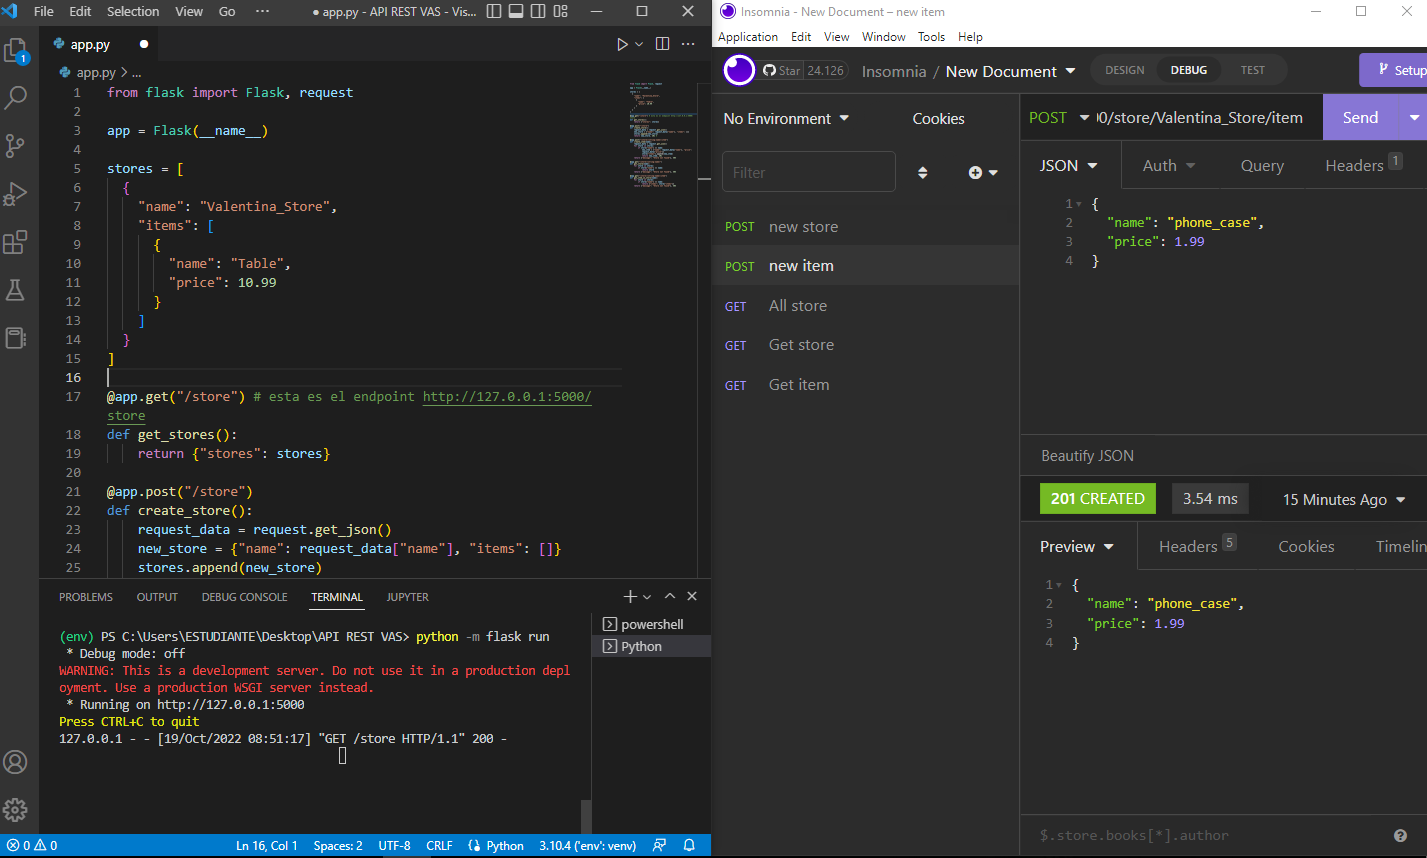 File Edit Selection View Go ··· ● app.py - API REST VAS - Vis...
app.py ●
app.py > ...
1 from flask import Flask, request
2
3 app = Flask(__name__)
4
5 stores = [
6 {
7 "name": "Valentina_Store",
8 "items": [
9 {
10 "name": "Table",
11 "price": 10.99
12 }
13 ]
14 }
15 ]
16
17 @app.get("/store") # esta es el endpoint http://127.0.0.1:5000/
store
18 def get_stores():
19 return {"stores": stores}
20
21 @app.post("/store")
22 def create_store():
23 request_data = request.get_json()
24 new_store = {"name": request_data["name"], "items": []}
25 stores.append(new_store)
PROBLEMS OUTPUT DEBUG CONSOLE TERMINAL JUPYTER
(env) PS C:\Users\ESTUDIANTE\Desktop\API REST VAS> python -m flask run
* Debug mode: off
WARNING: This is a development server. Do not use it in a production depl
oyment. Use a production WSGI server instead.
* Running on http://127.0.0.1:5000
Press CTRL+C to quit
127.0.0.1 - - [19/Oct/2022 08:51:17] "GET /store HTTP/1.1" 200 -
powershell
Python
1
0 0 Ln 16, Col 1 Spaces: 2 UTF-8 CRLF Python 3.10.4 ('env': venv)
Insomnia - New Document – new item
Application Edit View Window Tools Help
Star 24.126 Insomnia / New Document DESIGN DEBUG TEST Setup
No Environment Cookies
Filter
POST new store
POST new item
GET All store
GET Get store
GET Get item
POST 00/store/Valentina_Store/item Send
JSON Auth Query Headers 1
1 {
2 "name": "phone_case",
3 "price": 1.99
4 }
Beautify JSON
201 CREATED 3.54 ms 15 Minutes Ago
Preview Headers 5 Cookies Timelin
1 {
2 "name": "phone_case",
3 "price": 1.99
4 }
$.store.books[*].author